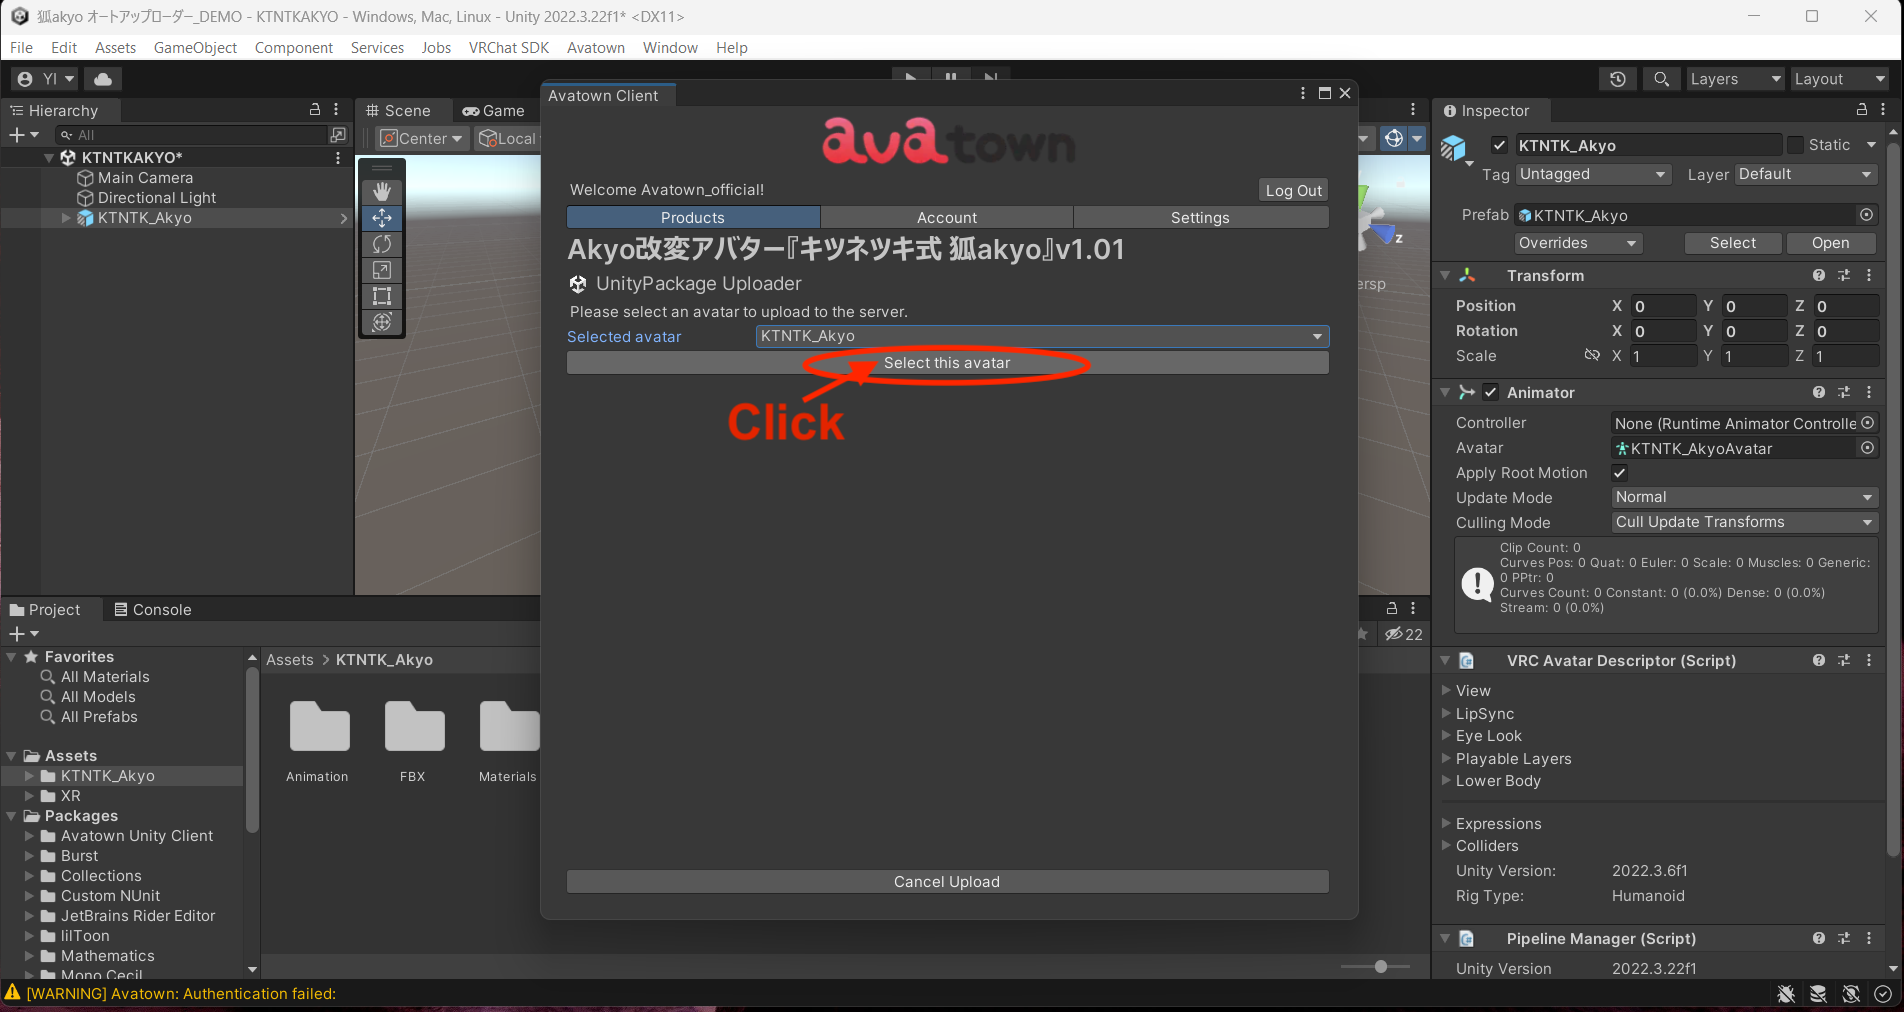 狐akyo オートアップローダー_DEMO - KTNTKAKYO - Windows, Mac, Linux - Unity 2022.3.22f1* <DX11>
File Edit Assets GameObject Component Services Jobs VRChat SDK Avatown Window Help
YI
Layers
Layout
Hierarchy
All
KTNTKAKYO*
Main Camera
Directional Light
KTNTK_Akyo
Scene
Game
Center
Local
Avatown Client
avatown
Welcome Avatown_official!
Log Out
Products
Account
Settings
Akyo改変アバター『キツネツキ式 狐akyo』v1.01
UnityPackage Uploader
Please select an avatar to upload to the server.
Selected avatar
KTNTK_Akyo
Select this avatar
Click
Cancel Upload
z
ersp
Inspector
KTNTK_Akyo
Static
Tag Untagged
Layer Default
Prefab KTNTK_Akyo
Overrides
Select
Open
Transform
Position X 0 Y 0 Z 0
Rotation X 0 Y 0 Z 0
Scale X 1 Y 1 Z 1
Animator
Controller None (Runtime Animator Controlle
Avatar KTNTK_AkyoAvatar
Apply Root Motion
Update Mode Normal
Culling Mode Cull Update Transforms
Clip Count: 0
Curves Pos: 0 Quat: 0 Euler: 0 Scale: 0 Muscles: 0 Generic:
0 PPtr: 0
Curves Count: 0 Constant: 0 (0.0%) Dense: 0 (0.0%)
Stream: 0 (0.0%)
VRC Avatar Descriptor (Script)
View
LipSync
Eye Look
Playable Layers
Lower Body
Expressions
Colliders
Unity Version: 2022.3.6f1
Rig Type: Humanoid
Pipeline Manager (Script)
Unity Version 2022.3.22f1
Project
Console
22
Favorites
All Materials
All Models
All Prefabs
Assets
KTNTK_Akyo
XR
Packages
Avatown Unity Client
Burst
Collections
Custom NUnit
JetBrains Rider Editor
lilToon
Mathematics
Mono Cecil
Assets > KTNTK_Akyo
Animation
FBX
Materials
[WARNING] Avatown: Authentication failed: